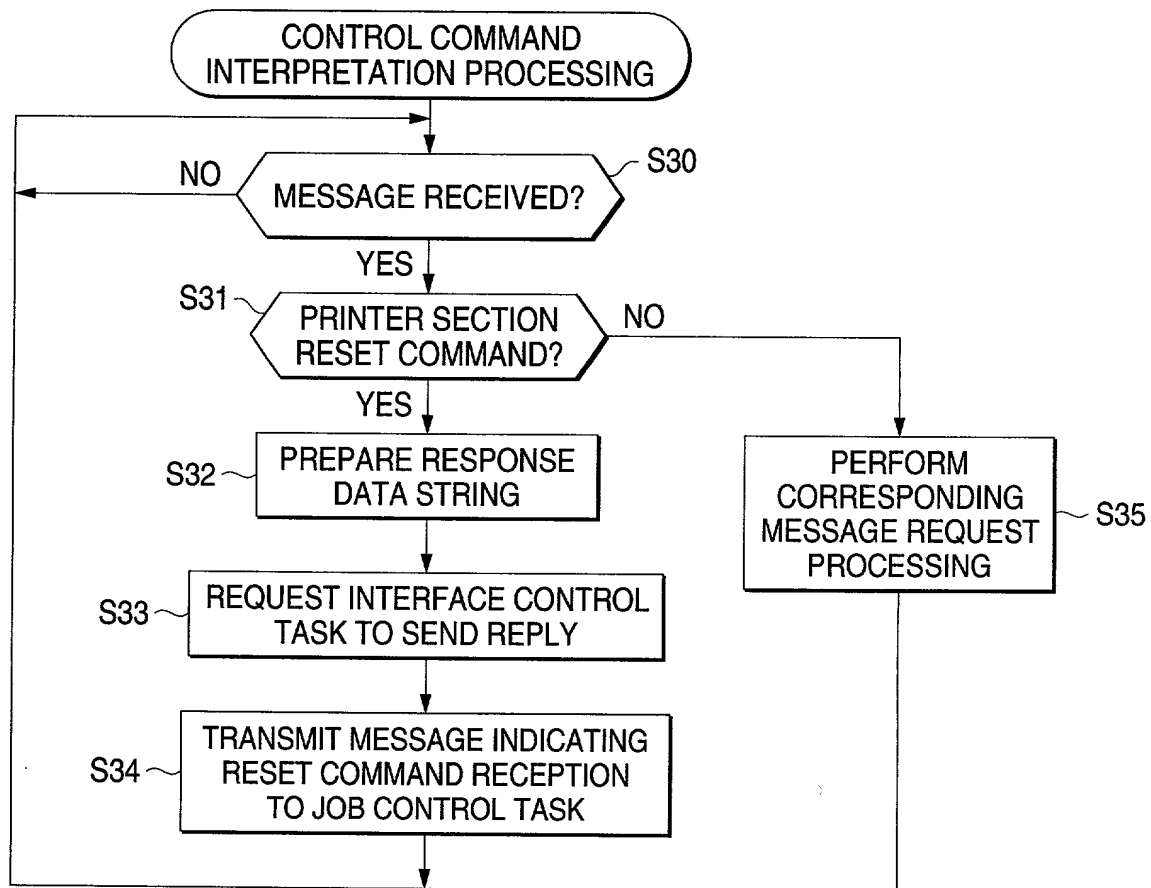 CONTROL COMMAND
INTERPRETATION PROCESSING
NO
S30
MESSAGE RECEIVED?
YES
S31
PRINTER SECTION
RESET COMMAND?
NO
YES
S32
PREPARE RESPONSE
DATA STRING
PERFORM
CORRESPONDING
MESSAGE REQUEST
PROCESSING
S35
S33
REQUEST INTERFACE CONTROL
TASK TO SEND REPLY
S34
TRANSMIT MESSAGE INDICATING
RESET COMMAND RECEPTION
TO JOB CONTROL TASK